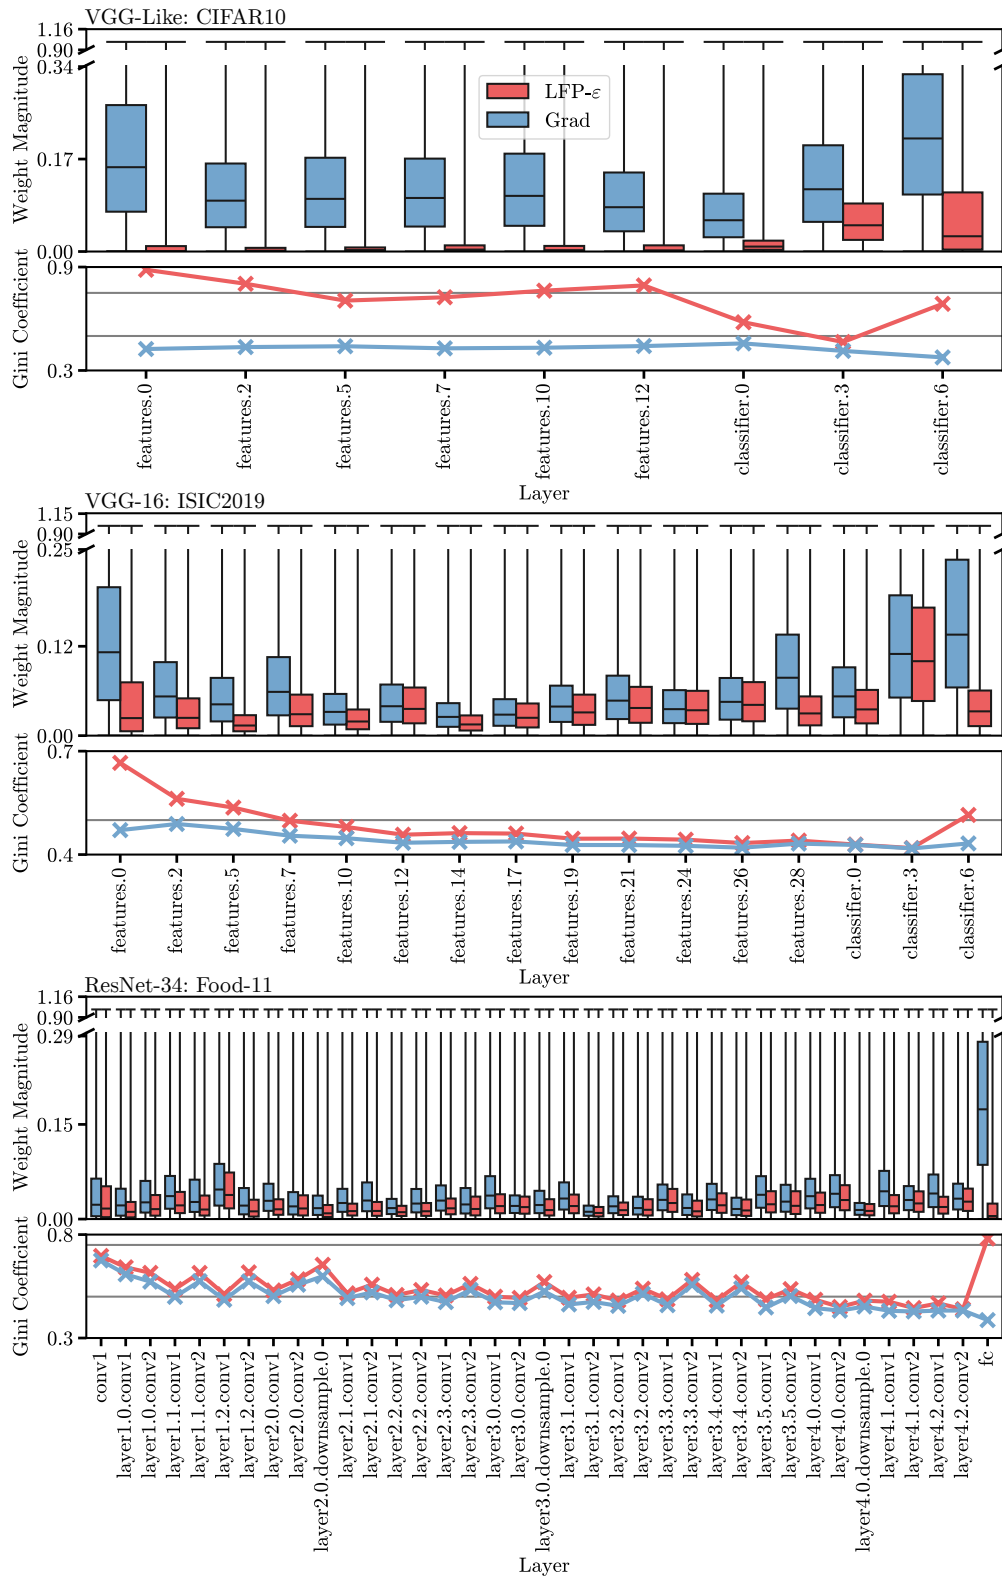 VGG-Like: CIFAR10
1.16
0.90
0.34
0.17
0.00
Weight Magnitude
LFP-ε
Grad
0.9
0.3
Gini Coefficient
features.0
features.2
features.5
features.7
features.10
features.12
classifier.0
classifier.3
classifier.6
Layer
VGG-16: ISIC2019
1.15
0.90
0.25
0.12
0.00
Weight Magnitude
0.7
0.4
Gini Coefficient
features.0
features.2
features.5
features.7
features.10
features.12
features.14
features.17
features.19
features.21
features.24
features.26
features.28
classifier.0
classifier.3
classifier.6
Layer
ResNet-34: Food-11
1.16
0.90
0.29
0.15
0.00
Weight Magnitude
0.8
0.3
Gini Coefficient
conv1
layer1.0.conv1
layer1.0.conv2
layer1.1.conv1
layer1.1.conv2
layer1.2.conv1
layer1.2.conv2
layer2.0.conv1
layer2.0.conv2
layer2.0.downsample.0
layer2.1.conv1
layer2.1.conv2
layer2.2.conv1
layer2.2.conv2
layer2.3.conv1
layer2.3.conv2
layer3.0.conv1
layer3.0.conv2
layer3.0.downsample.0
layer3.1.conv1
layer3.1.conv2
layer3.2.conv1
layer3.2.conv2
layer3.3.conv1
layer3.3.conv2
layer3.4.conv1
layer3.4.conv2
layer3.5.conv1
layer3.5.conv2
layer4.0.conv1
layer4.0.conv2
layer4.0.downsample.0
layer4.1.conv1
layer4.1.conv2
layer4.2.conv1
layer4.2.conv2
fc
Layer